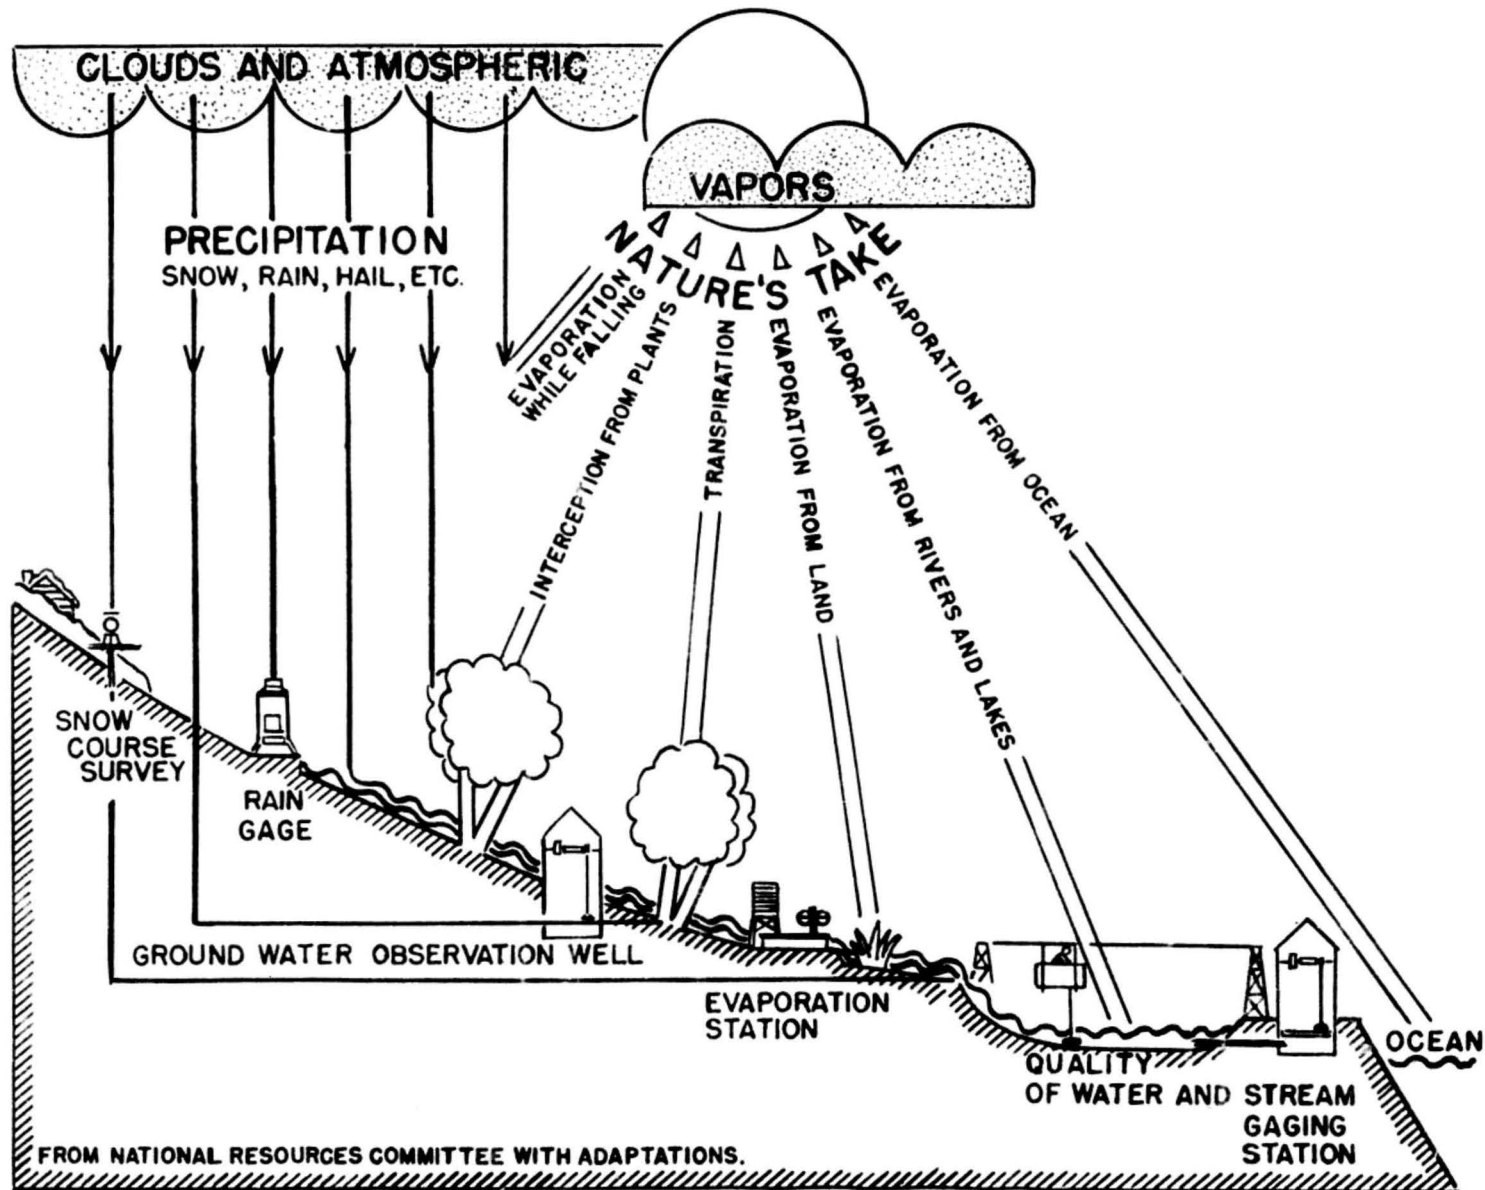 CLOUDS AND ATMOSPHERIC
VAPORS
PRECIPITATION
SNOW, RAIN, HAIL, ETC.
NATURE'S TAKE
EVAPORATION
WHILE FALLING
INTERCEPTION FROM PLANTS
TRANSPIRATION
EVAPORATION FROM LAND
EVAPORATION FROM RIVERS AND LAKES
EVAPORATION FROM OCEAN
SNOW
COURSE
SURVEY
RAIN
GAGE
GROUND WATER OBSERVATION WELL
EVAPORATION
STATION
QUALITY
OF WATER AND STREAM
GAGING
STATION
OCEAN
FROM NATIONAL RESOURCES COMMITTEE WITH ADAPTATIONS.